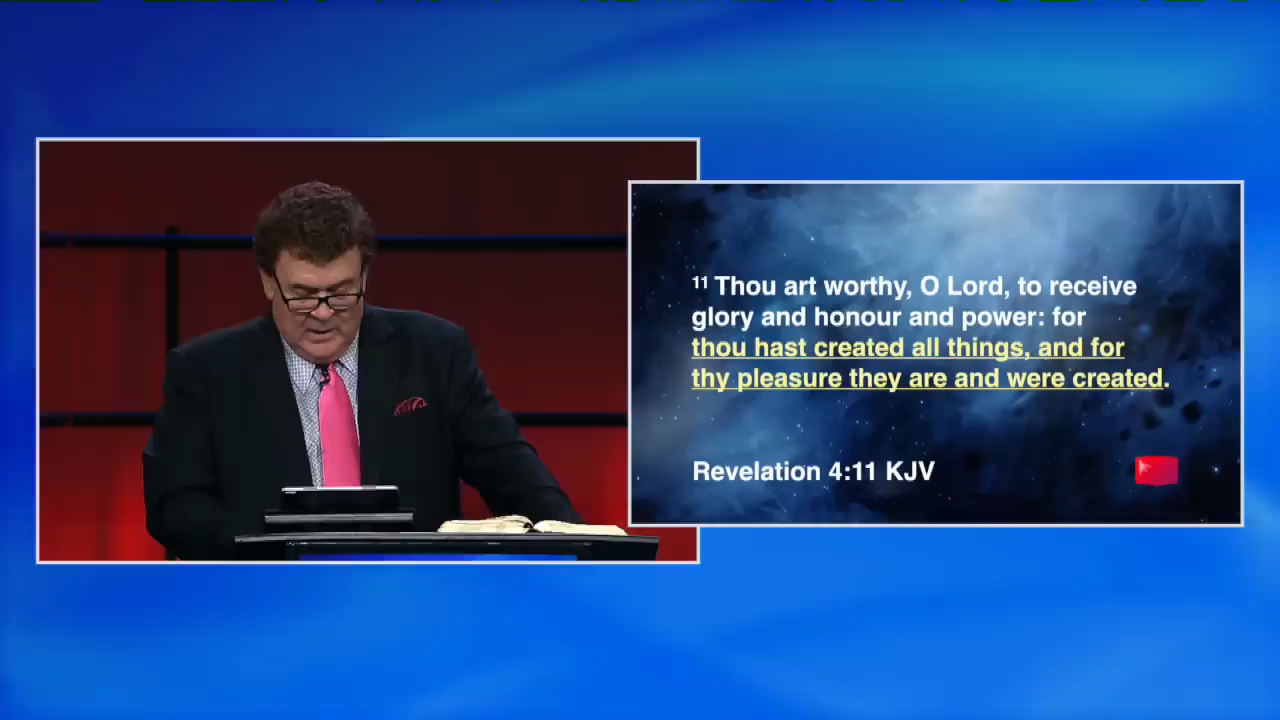 ¹¹ Thou art worthy, O Lord, to receive
glory and honour and power: for
thou hast created all things, and for
thy pleasure they are and were created.
Revelation 4:11 KJV